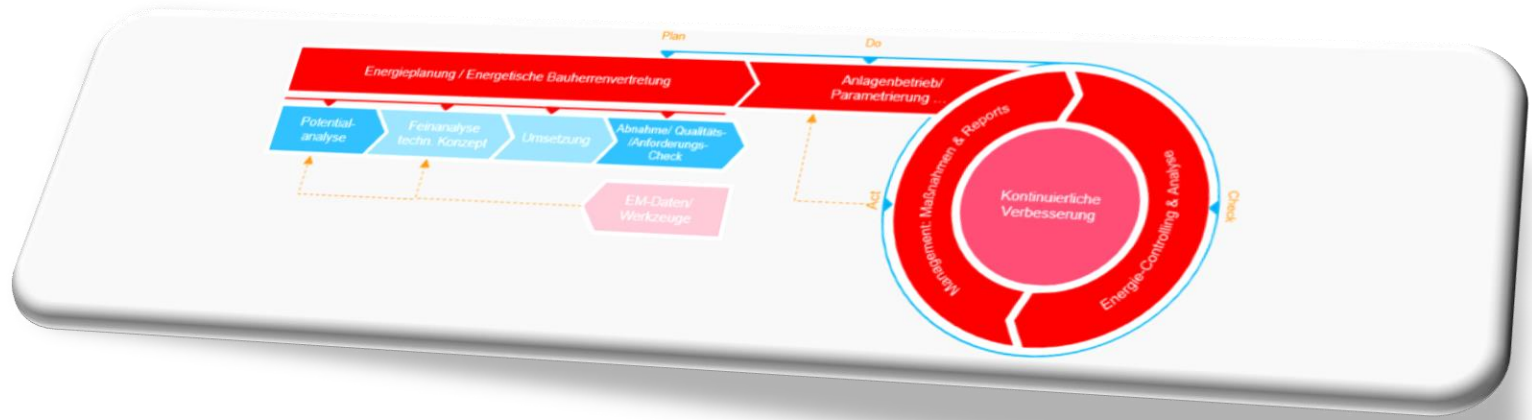 Plan
Do
Energieplanung / Energetische Bauherrenvertretung
Anlagenbetrieb/
Parametrierung ...
Potential-
analyse
Feinanalyse
techn. Konzept
Umsetzung
Abnahme/ Qualitäts-
/Anforderungs-
Check
EM-Daten/
Werkzeuge
Act
Management: Maßnahmen & Reports
Kontinuierliche
Verbesserung
Energie-Controlling & Analyse
Check